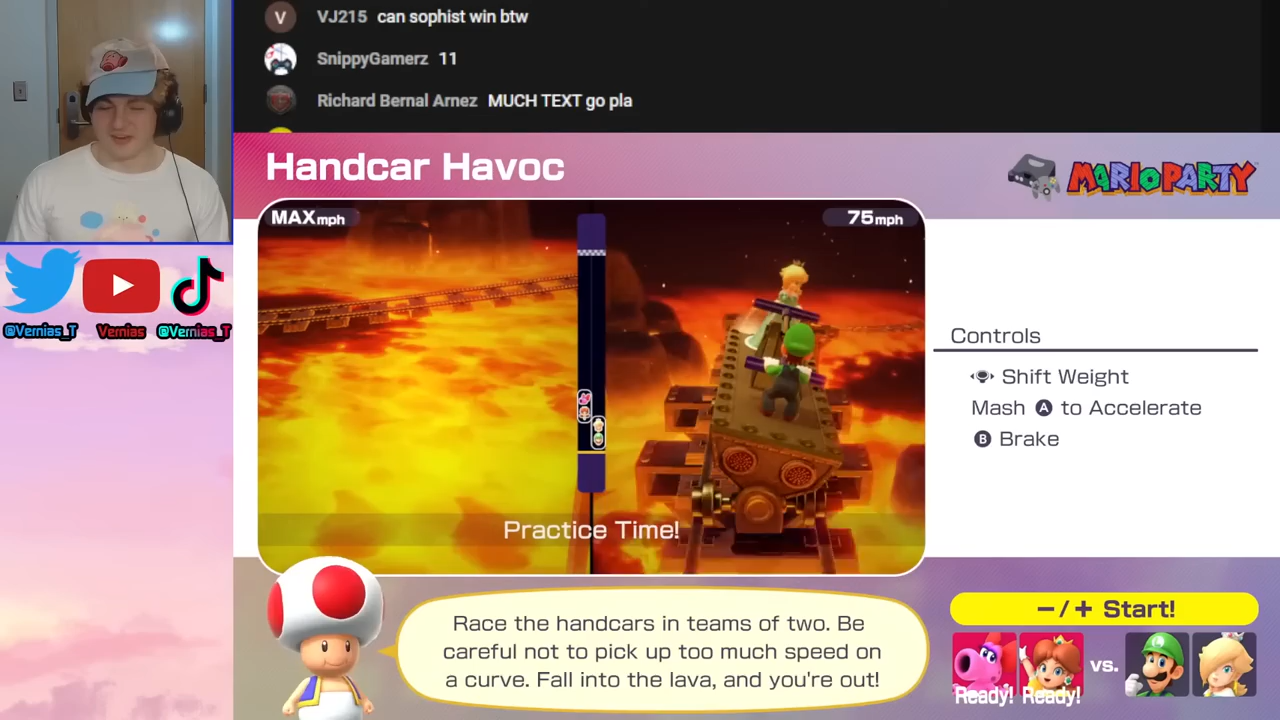 VJ215 can sophist win btw
SnippyGamerz 11
Richard Bernal Arnez MUCH TEXT go pla
Handcar Havoc
MARIO PARTY
MAXmph
75mph
Practice Time!
Controls
Shift Weight
Mash A to Accelerate
B Brake
@Vernias_T
Vernias
@Vernias_T
Race the handcars in teams of two. Be
careful not to pick up too much speed on
a curve. Fall into the lava, and you're out!
−/+ Start!
Ready! Ready! vs.